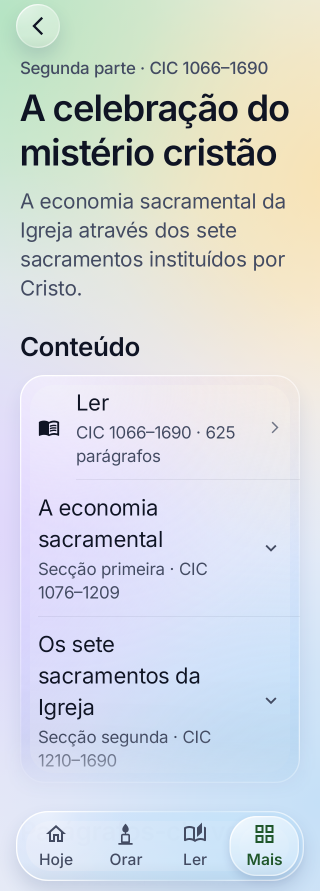 Segunda parte · CIC 1066–1690
A celebração do
mistério cristão
A economia sacramental da
Igreja através dos sete
sacramentos instituídos por
Cristo.
Conteúdo
Ler
CIC 1066–1690 · 625
parágrafos
A economia
sacramental
Secção primeira · CIC
1076–1209
Os sete
sacramentos da
Igreja
Secção segunda · CIC
1210–1690
Hoje
Orar
Ler
Mais